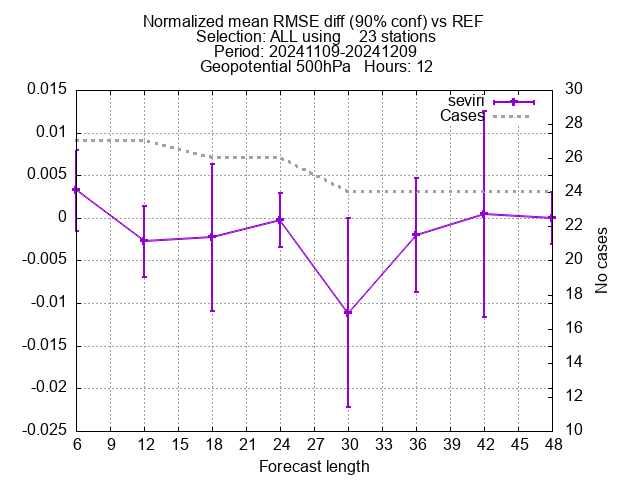 Normalized mean RMSE diff (90% conf) vs REF
Selection: ALL using    23 stations
Period: 20241109-20241209
Geopotential 500hPa   Hours: 12
seviri
Cases
0.015
0.01
0.005
0
-0.005
-0.01
-0.015
-0.02
-0.025
30
28
26
24
22
20
18
16
14
12
10
No cases
6 9 12 15 18 21 24 27 30 33 36 39 42 45 48
Forecast length